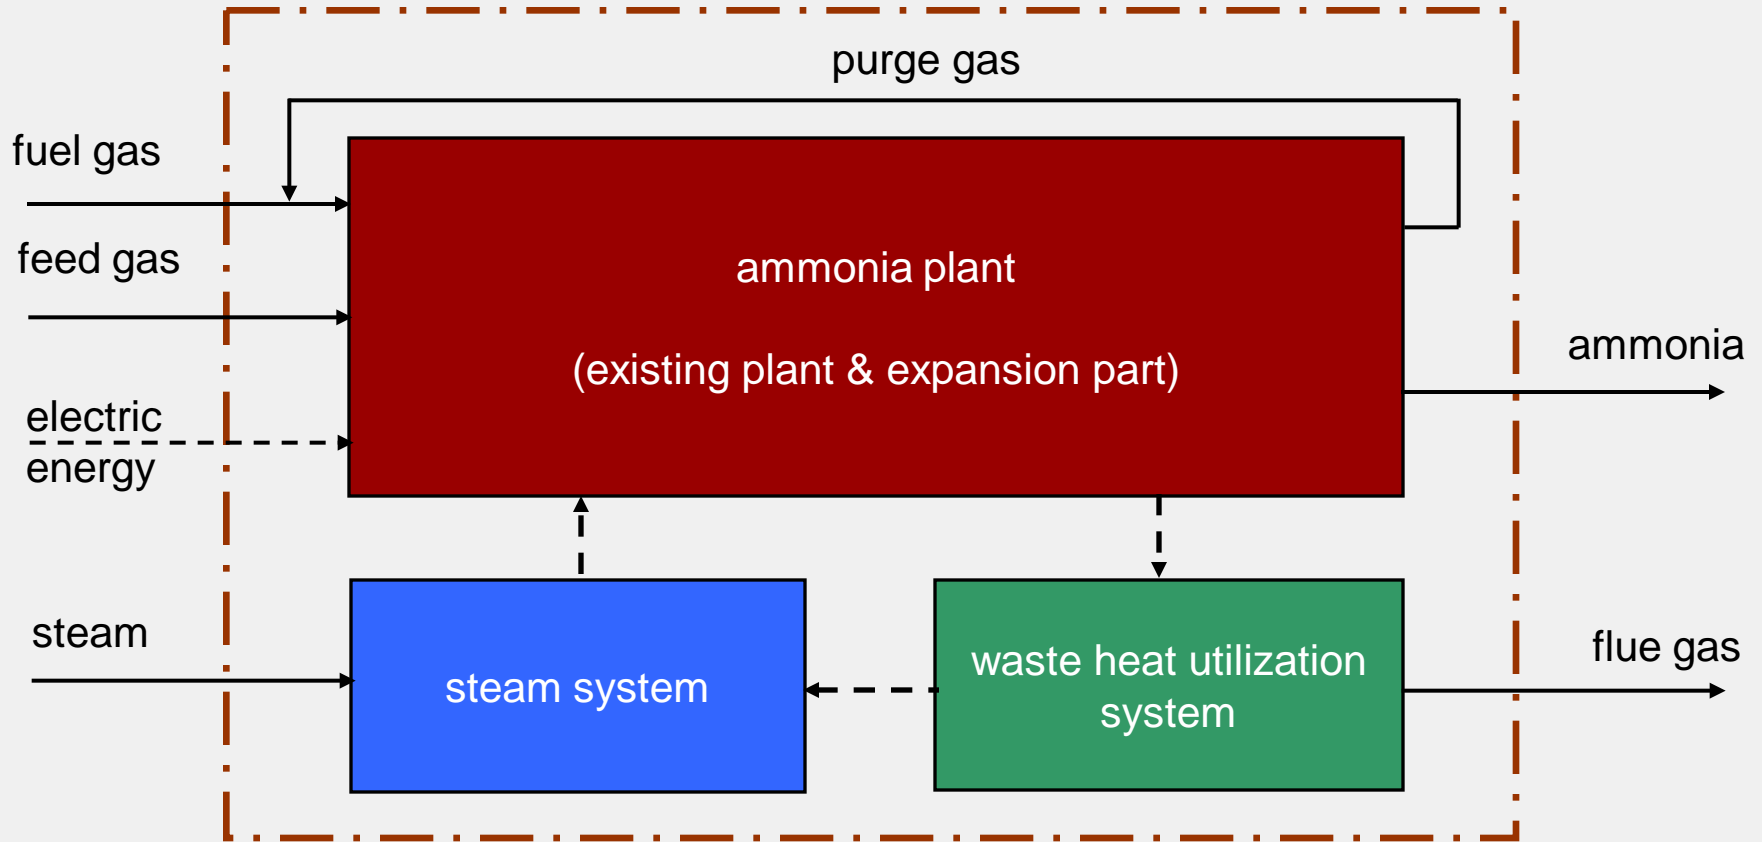 purge gas
fuel gas
feed gas
ammonia plant
(existing plant & expansion part)
ammonia
electric
energy
steam
steam system
waste heat utilization
system
flue gas